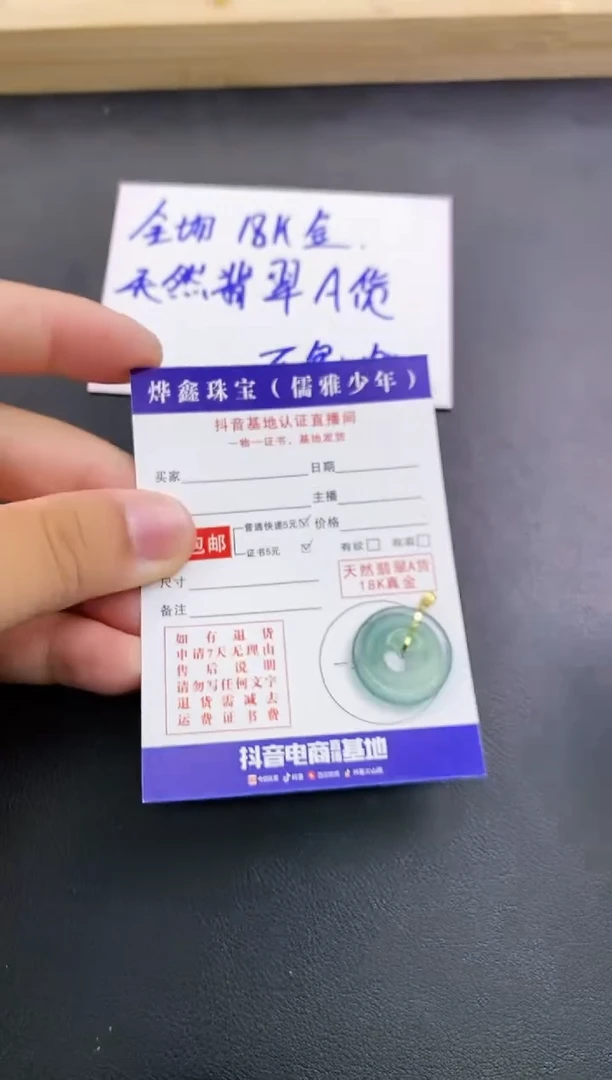 全场 18K金.
天然翡翠A货
烨鑫珠宝（儒雅少年）
抖音基地认证直播间
一物一证书，基地发货
买家
日期
主播
包邮
普通快递5元
价格
证书5元
有纹
天然翡翠A货
18K真金
尺寸
备注
如有退货
申请7天无理由
售后说明
请勿写任何文字
退货需减去
运费证书费
抖音电商直播基地